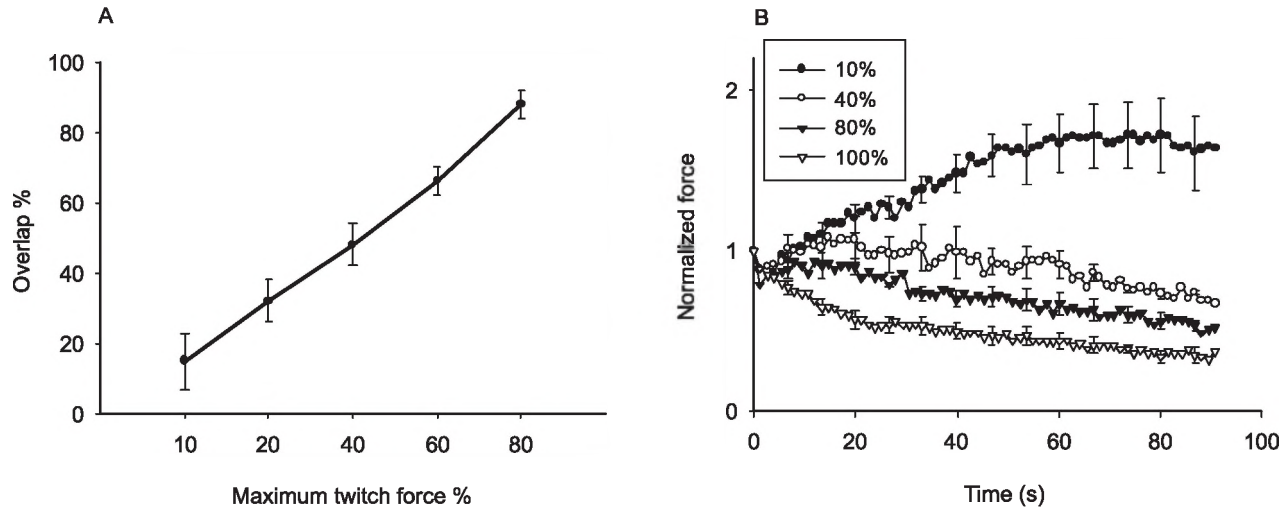 A
100
80
60
40
20
0
Overlap %
10 20 40 60 80
Maximum twitch force %
B
10%
40%
80%
100%
2
1
0
Normalized force
0 20 40 60 80 100
Time (s)